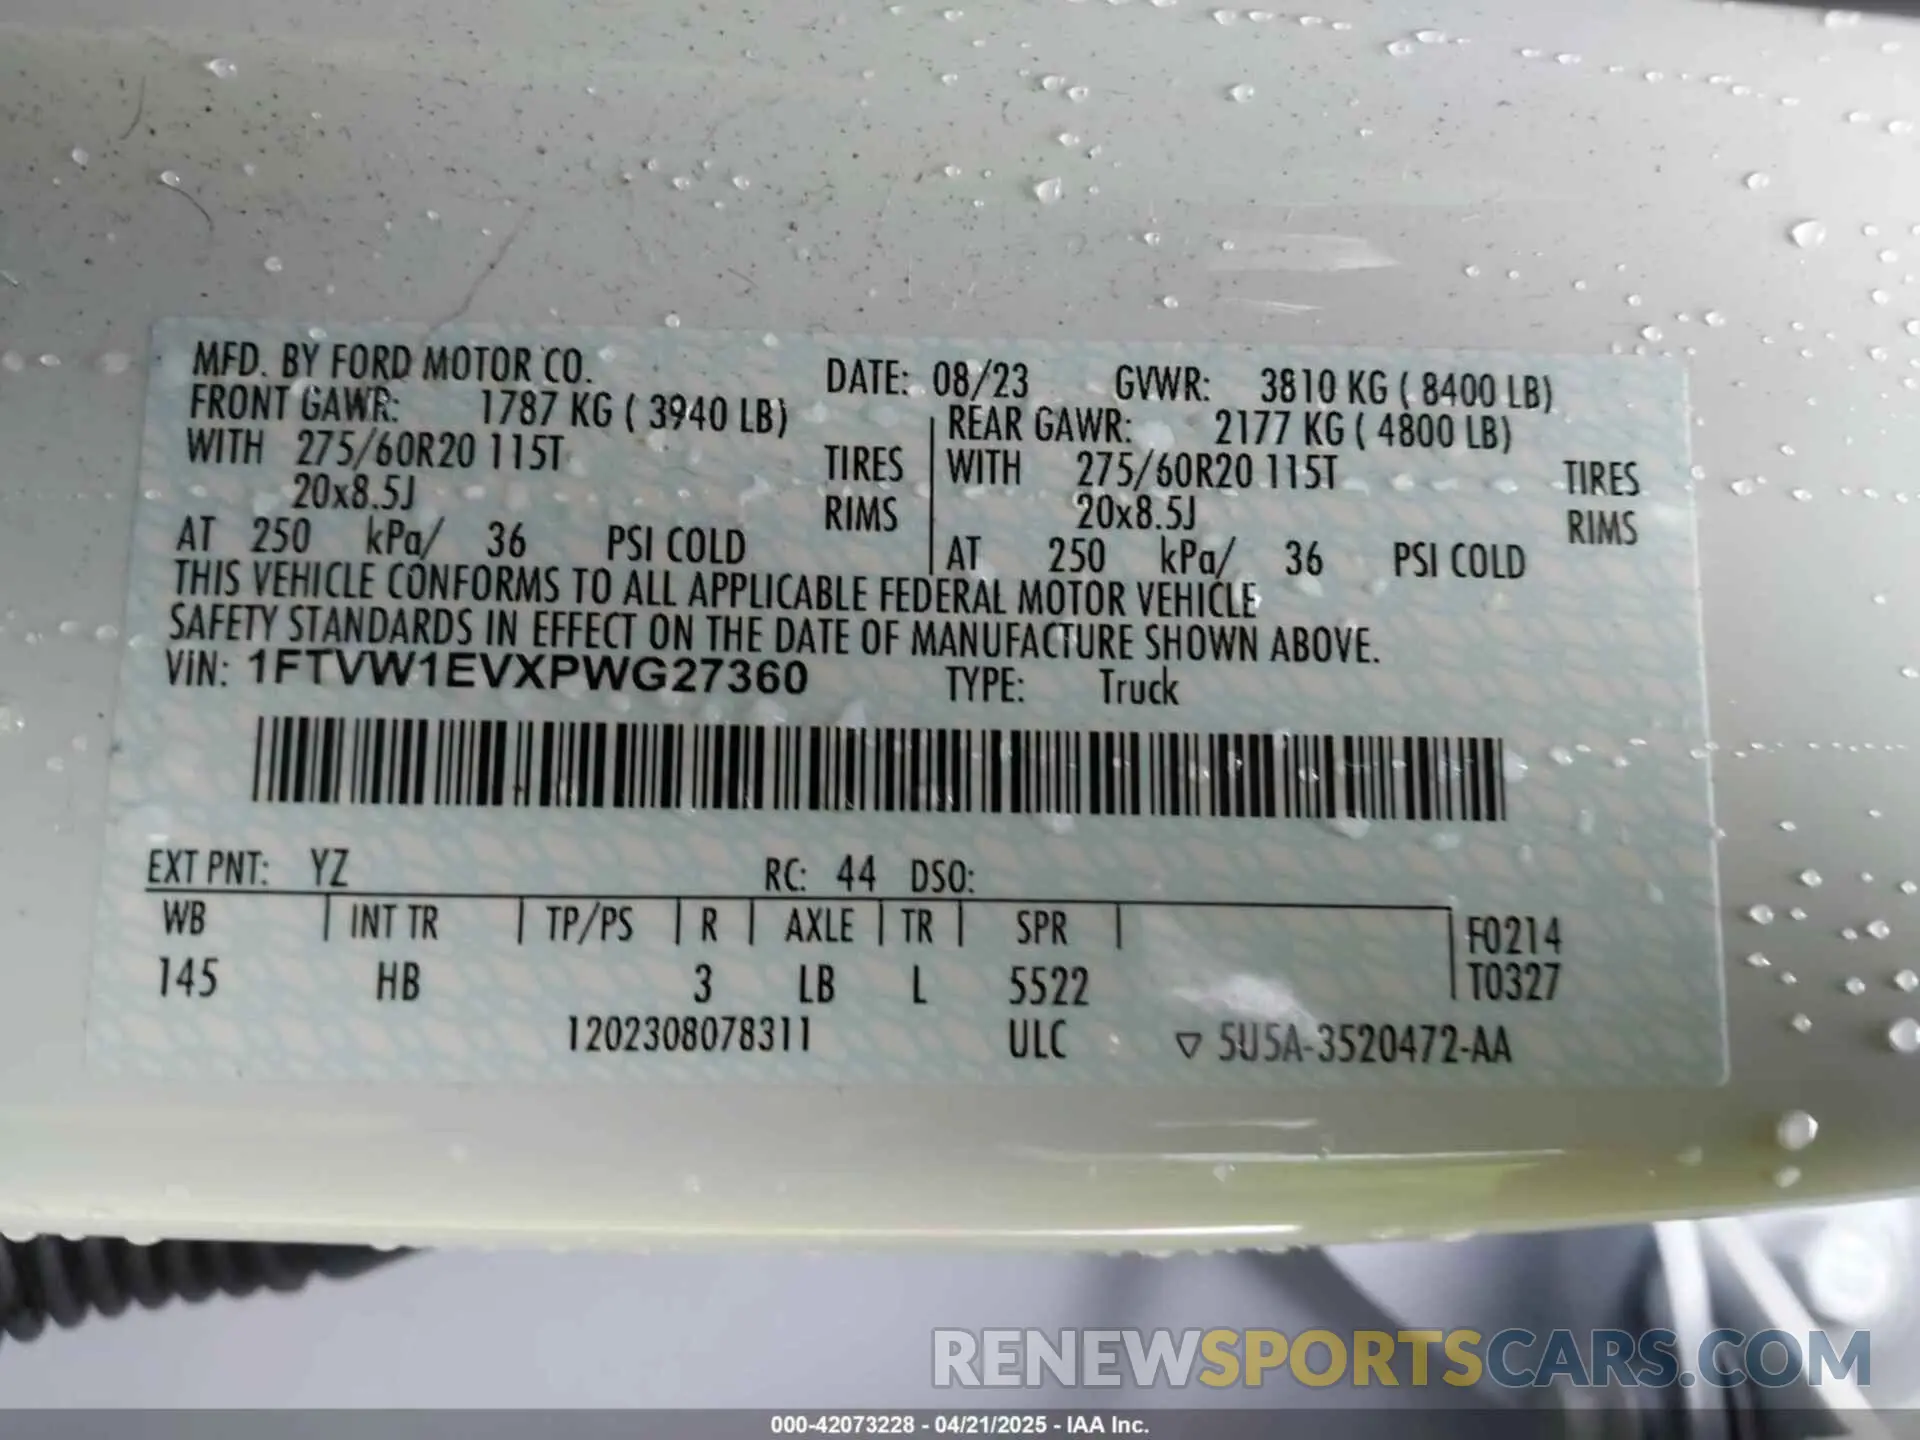 MFD. BY FORD MOTOR CO. DATE: 08/23 GVWR: 3810 KG ( 8400 LB)
FRONT GAWR: 1787 KG ( 3940 LB) REAR GAWR: 2177 KG ( 4800 LB)
WITH 275/60R20 115T TIRES WITH 275/60R20 115T TIRES
20x8.5J RIMS 20x8.5J RIMS
AT 250 kPa/ 36 PSI COLD AT 250 kPa/ 36 PSI COLD
THIS VEHICLE CONFORMS TO ALL APPLICABLE FEDERAL MOTOR VEHICLE
SAFETY STANDARDS IN EFFECT ON THE DATE OF MANUFACTURE SHOWN ABOVE.
VIN: 1FTVW1EVXPWG27360 TYPE: Truck
EXT PNT: YZ RC: 44 DSO:
WB INT TR TP/PS R AXLE TR SPR F0214
145 HB 3 LB L 5522 T0327
1202308078311 ULC ▽ 5U5A-3520472-AA
RENEWSPORTSCARS.COM
000-42073228 - 04/21/2025 - IAA Inc.